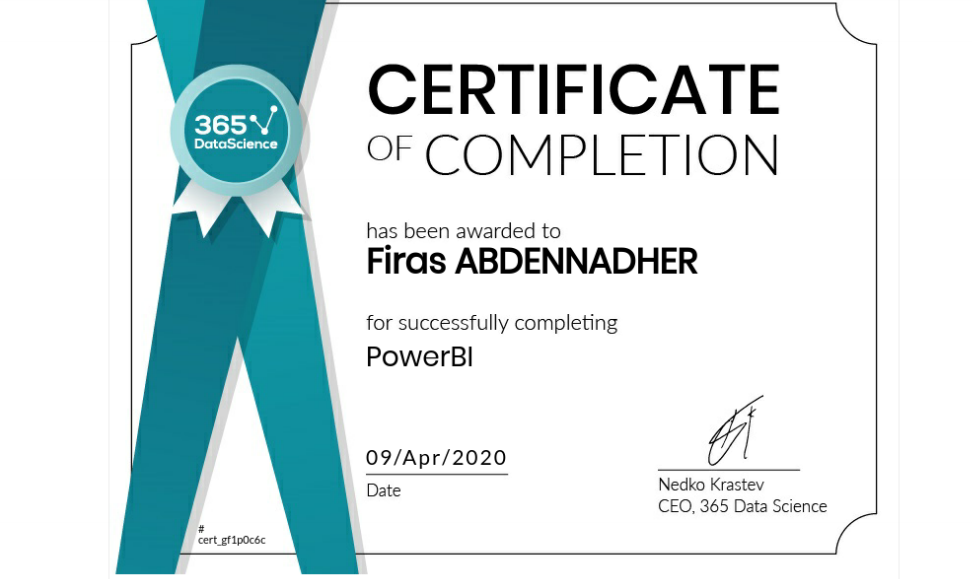 365
DataScience
CERTIFICATE
OF COMPLETION
has been awarded to
Firas ABDENNADHER
for successfully completing
PowerBI
09/Apr/2020
Date
Nedko Krastev
CEO, 365 Data Science
#
cert_gf1p0c6c